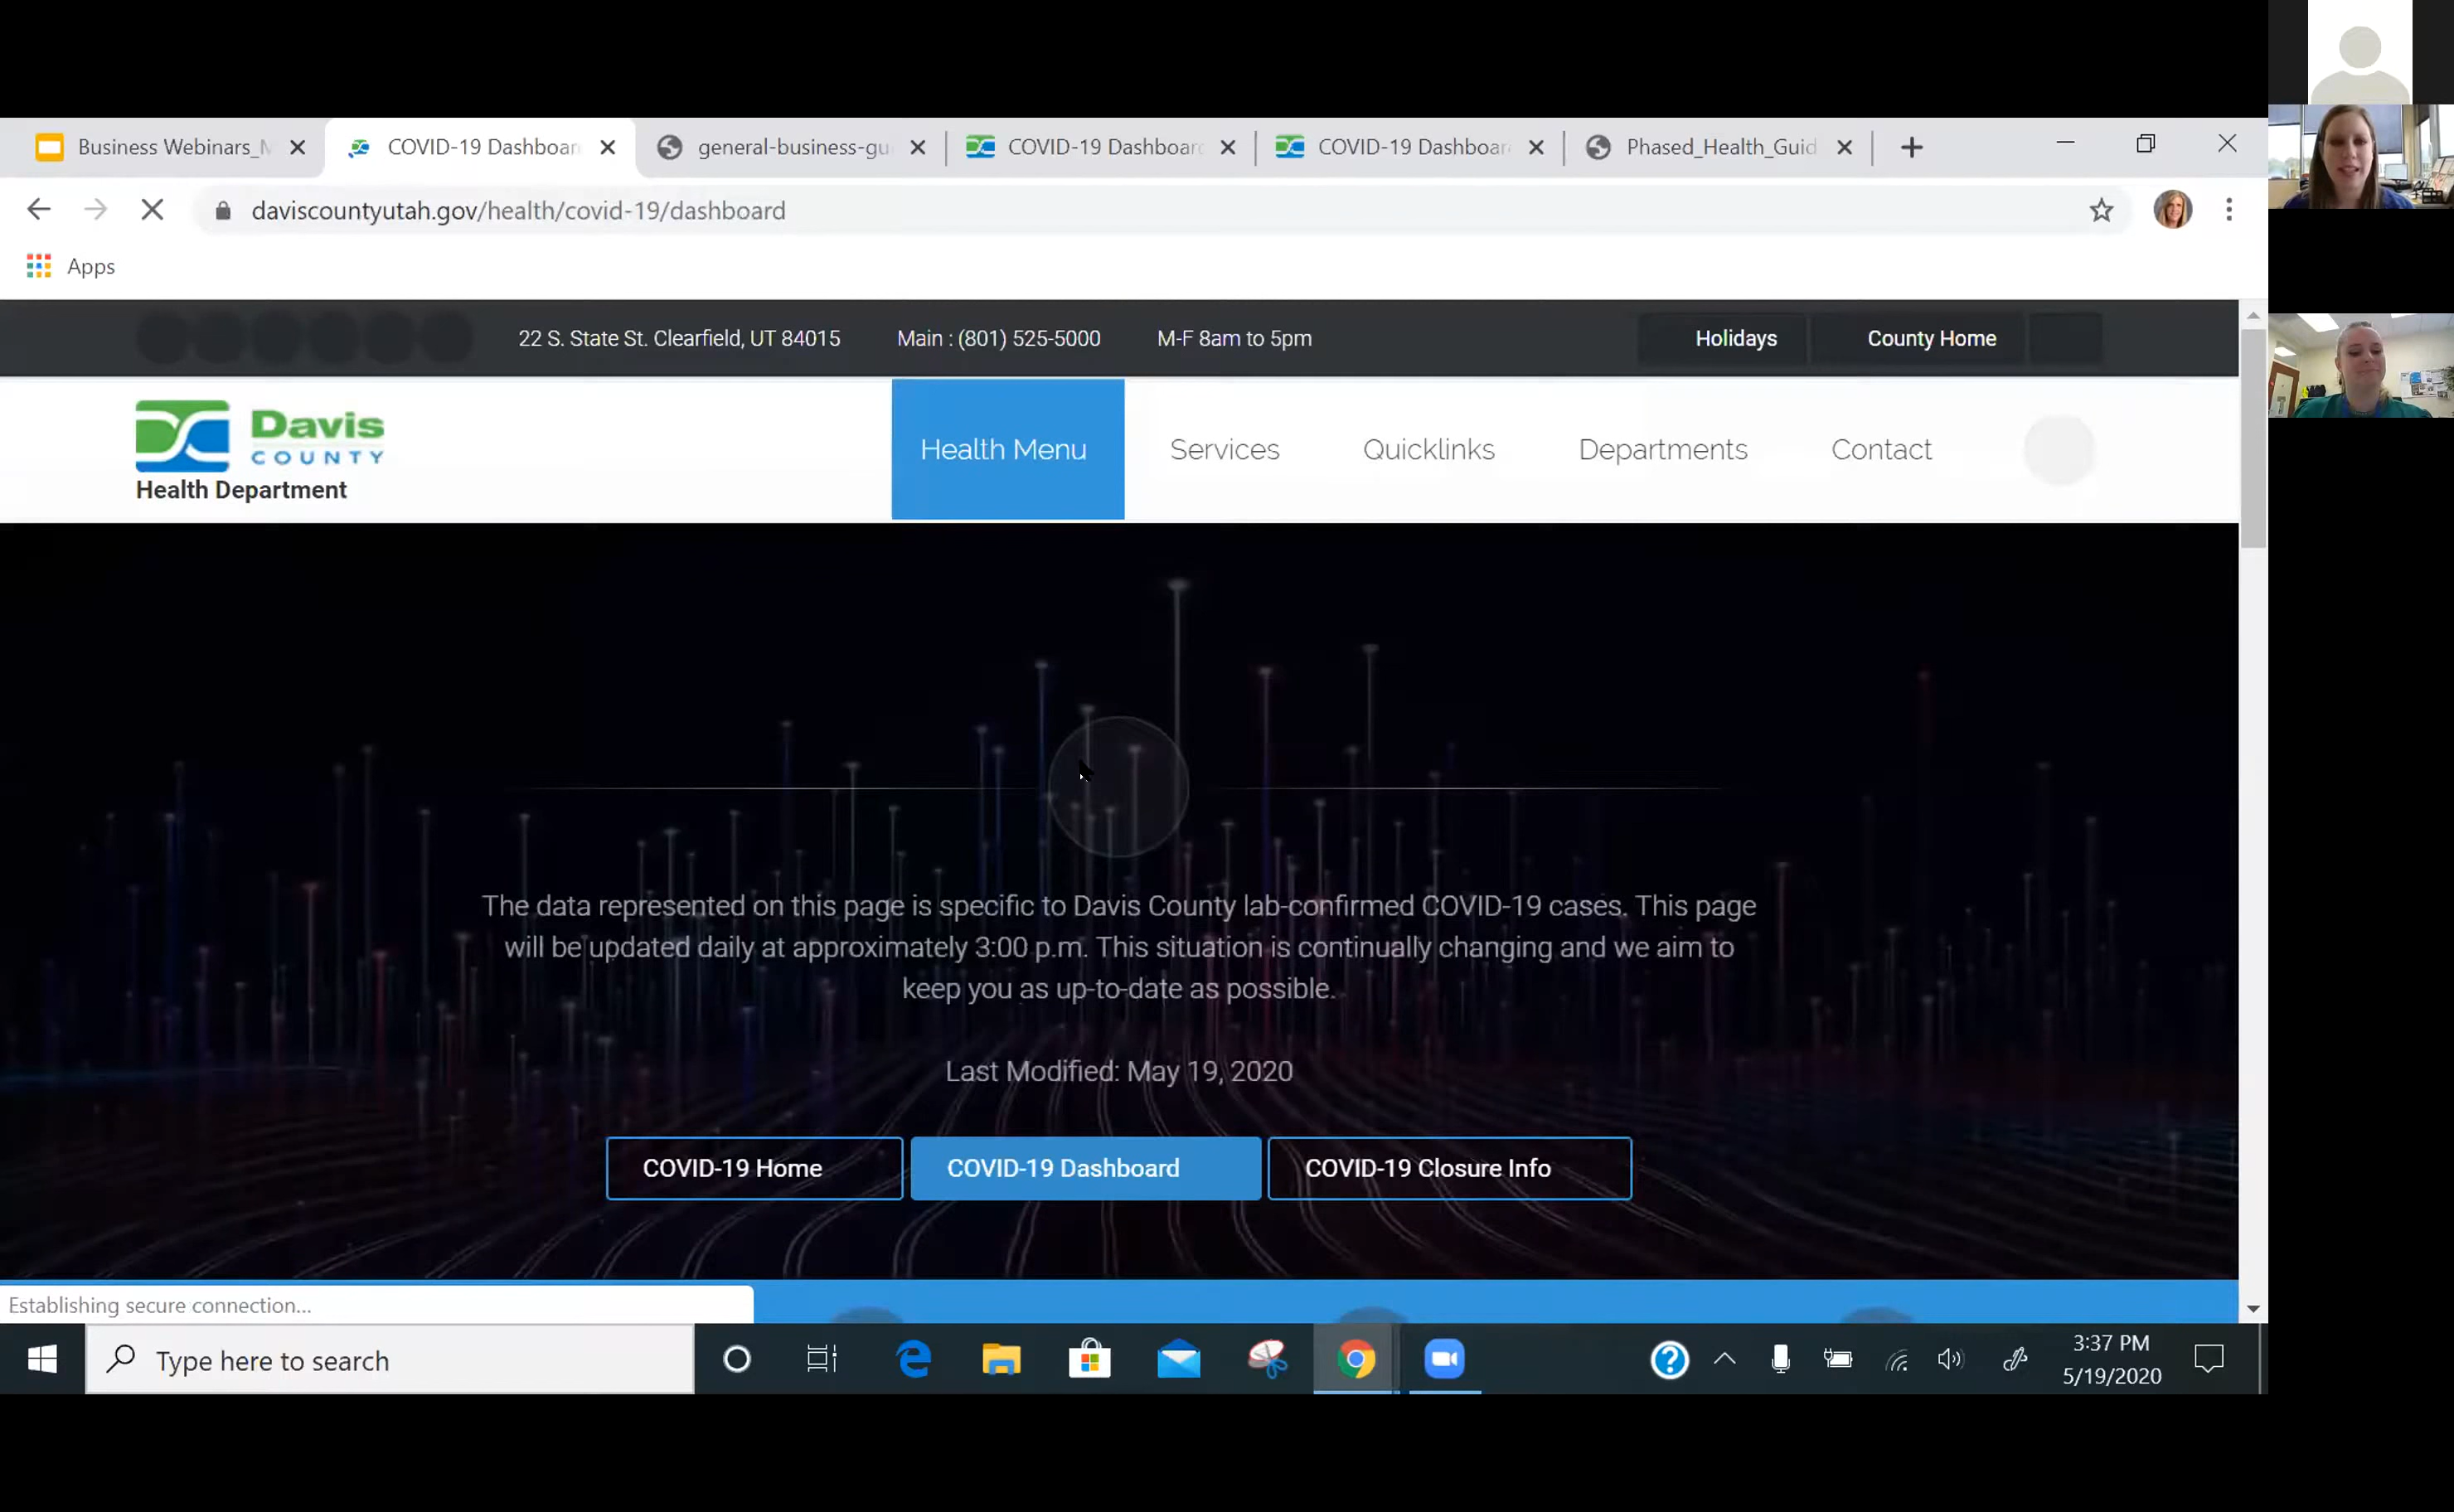 Business Webinars_M
COVID-19 Dashboar
general-business-gu
COVID-19 Dashboar
COVID-19 Dashboar
Phased_Health_Guid
daviscountyutah.gov/health/covid-19/dashboard
Apps
22 S. State St. Clearfield, UT 84015
Main : (801) 525-5000
M-F 8am to 5pm
Holidays
County Home
Davis
COUNTY
Health Department
Health Menu
Services
Quicklinks
Departments
Contact
The data represented on this page is specific to Davis County lab-confirmed COVID-19 cases. This page
will be updated daily at approximately 3:00 p.m. This situation is continually changing and we aim to
keep you as up-to-date as possible.
Last Modified: May 19, 2020
COVID-19 Home
COVID-19 Dashboard
COVID-19 Closure Info
Establishing secure connection...
Type here to search
3:37 PM
5/19/2020